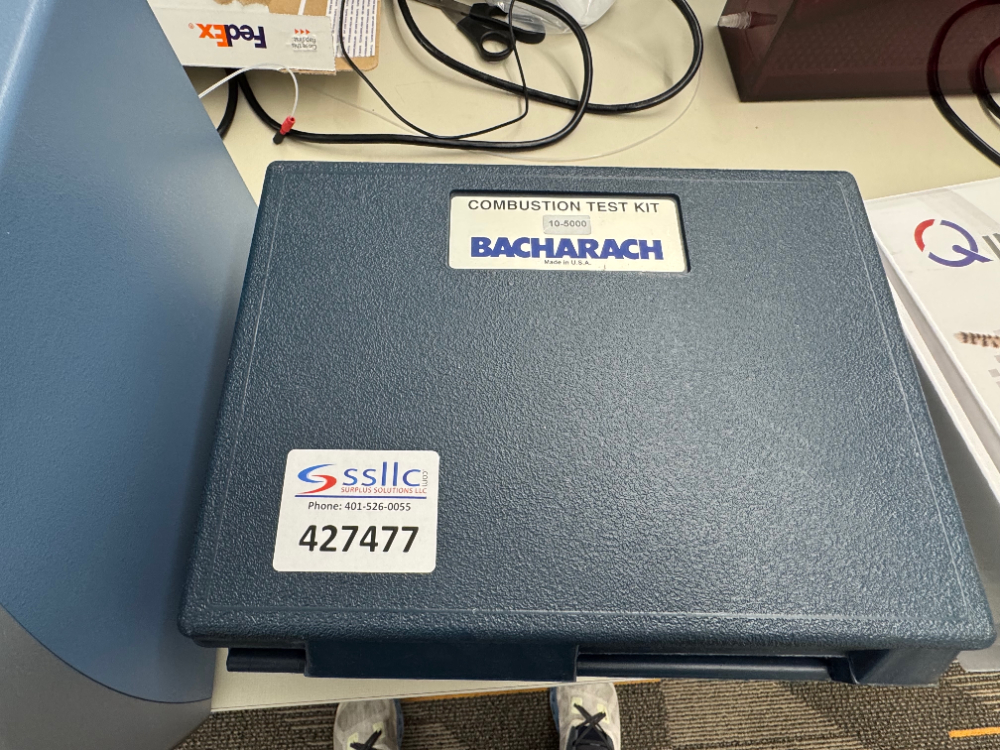 FedEx®
COMBUSTION TEST KIT
10-5000
BACHARACH
Made in U.S.A.
ssllc.com
SURPLUS SOLUTIONS LLC
Phone: 401-526-0055
427477